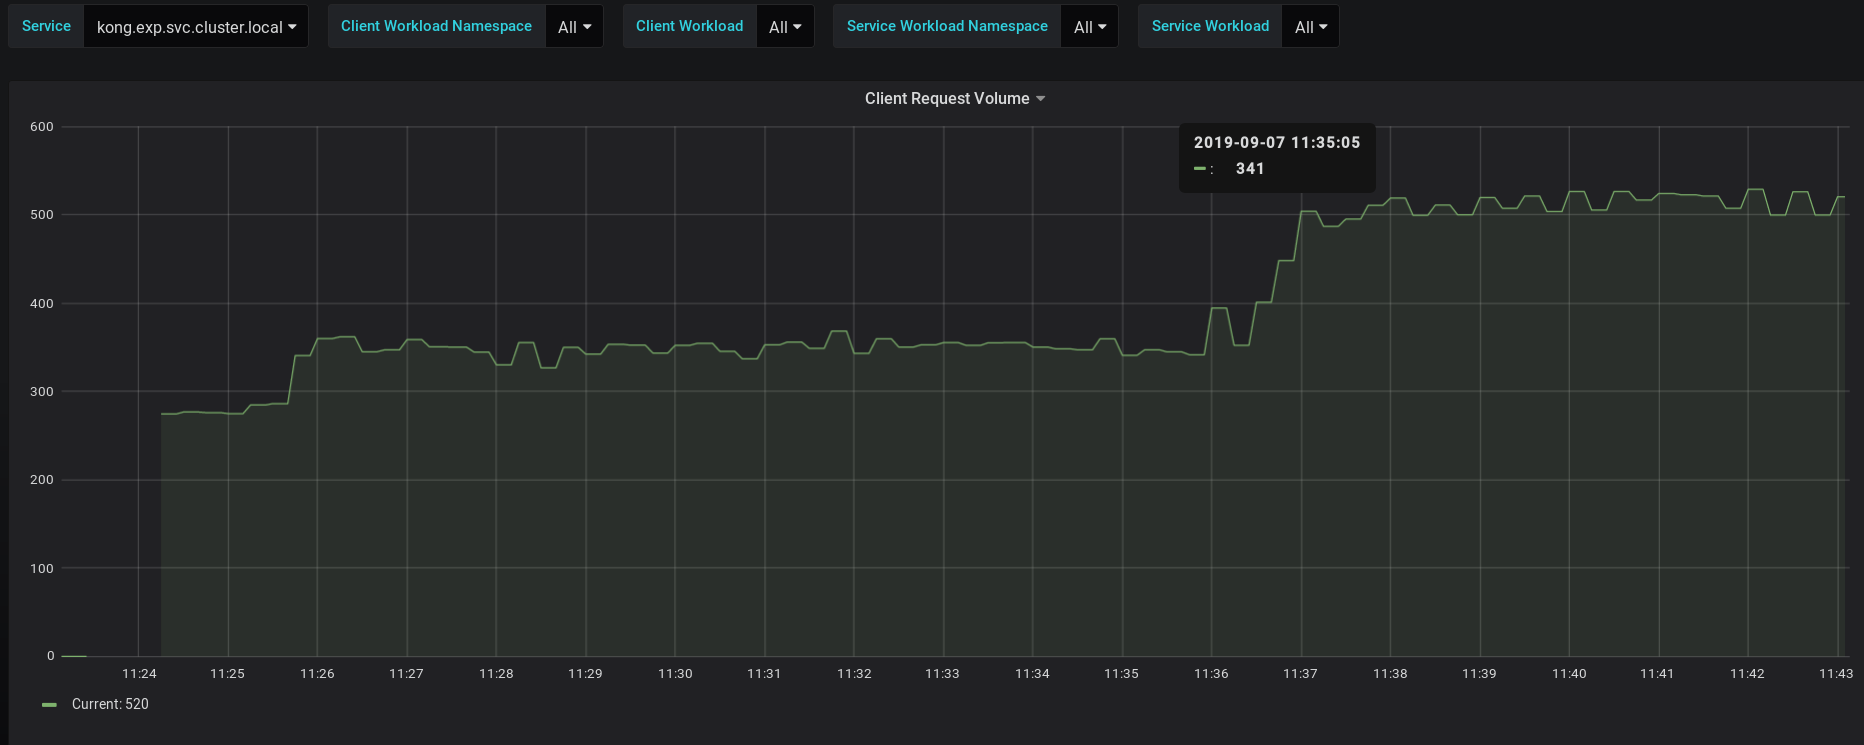 Service kong.exp.svc.cluster.local Client Workload Namespace All Client Workload All Service Workload Namespace All Service Workload All
Client Request Volume
600
2019-09-07 11:35:05
: 341
500
400
300
200
100
0
11:24 11:25 11:26 11:27 11:28 11:29 11:30 11:31 11:32 11:33 11:34 11:35 11:36 11:37 11:38 11:39 11:40 11:41 11:42 11:43
Current: 520